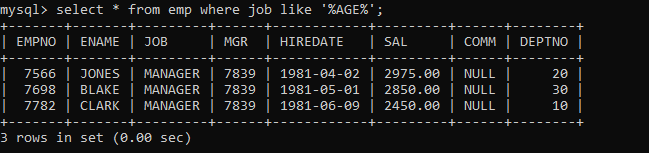 mysql> select * from emp where job like '%AGE%';
+-------+-------+---------+------+------------+---------+------+--------+
| EMPNO | ENAME | JOB     | MGR  | HIREDATE   | SAL     | COMM | DEPTNO |
+-------+-------+---------+------+------------+---------+------+--------+
|  7566 | JONES | MANAGER | 7839 | 1981-04-02 | 2975.00 | NULL |     20 |
|  7698 | BLAKE | MANAGER | 7839 | 1981-05-01 | 2850.00 | NULL |     30 |
|  7782 | CLARK | MANAGER | 7839 | 1981-06-09 | 2450.00 | NULL |     10 |
+-------+-------+---------+------+------------+---------+------+--------+
3 rows in set (0.00 sec)